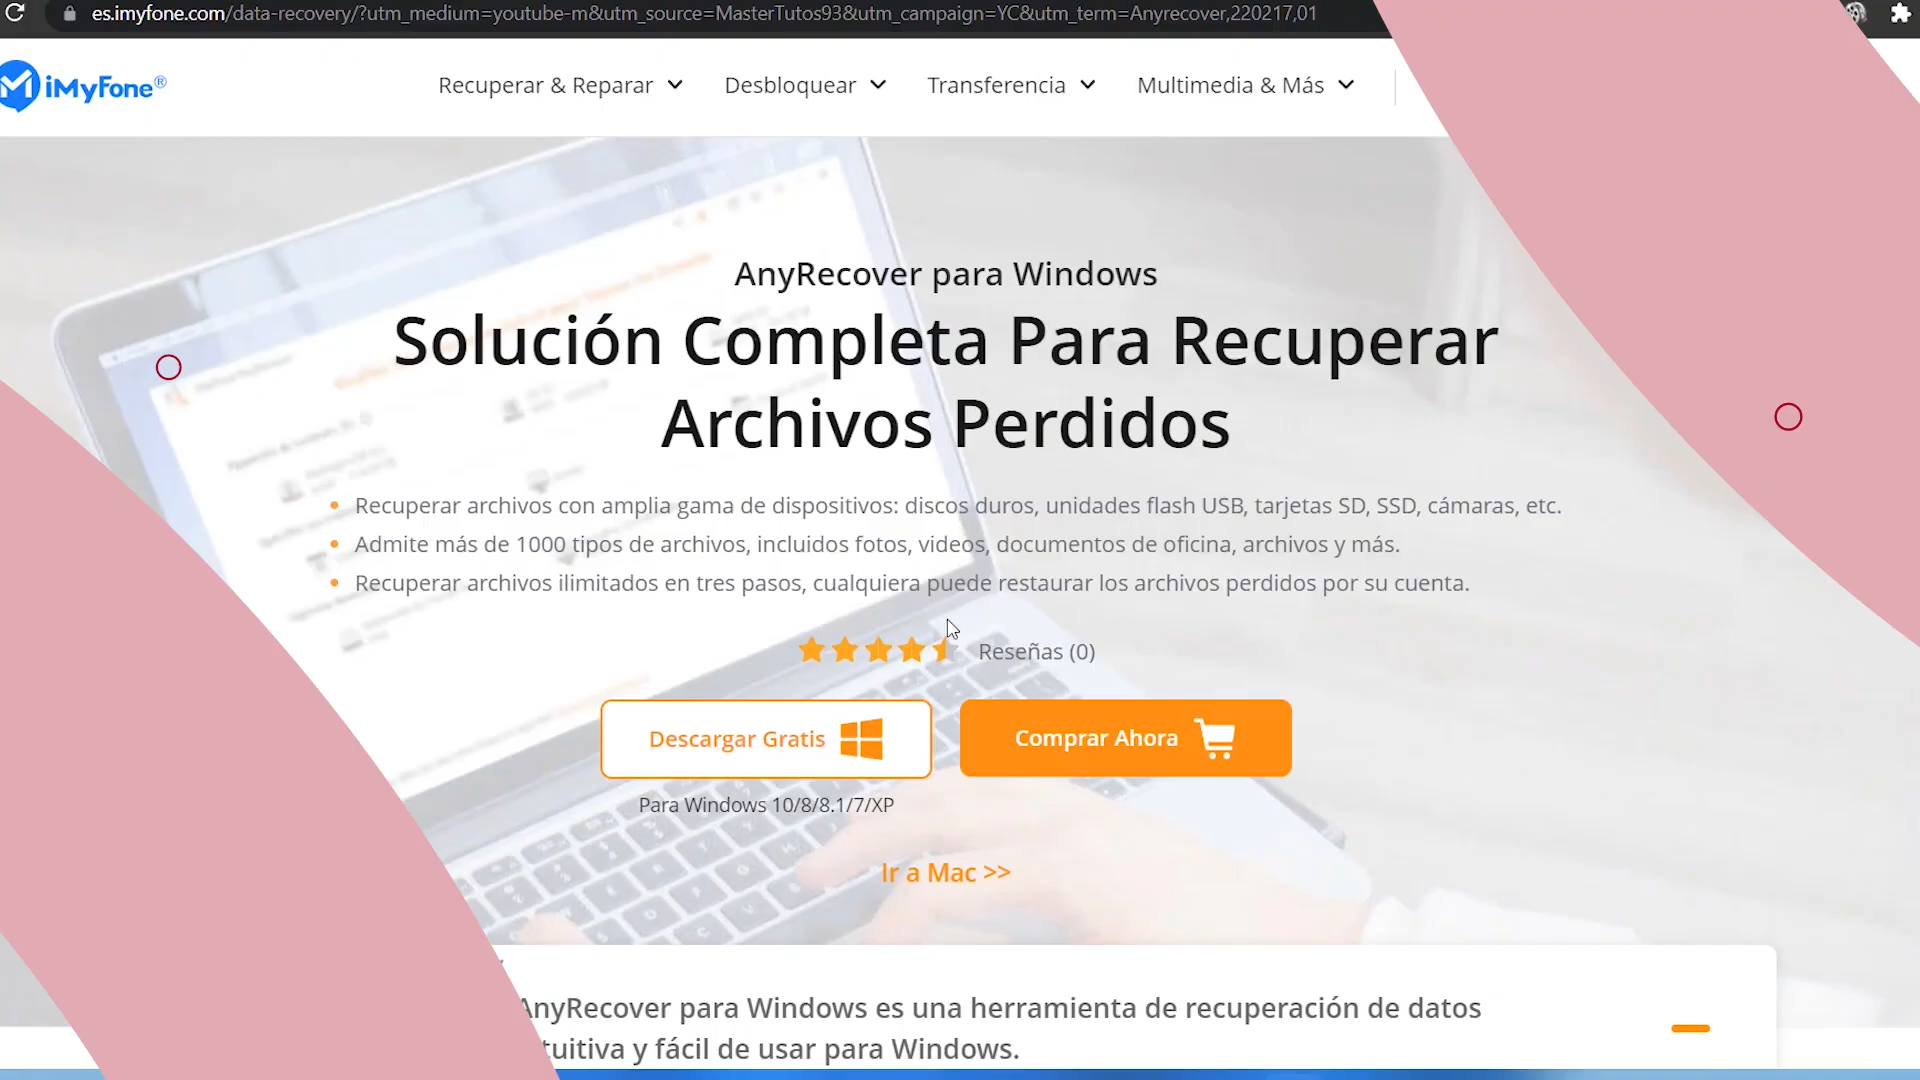 es.imyfone.com/data-recovery/?utm_medium=youtube-m&utm_source=MasterTutos93&utm_campaign=YC&utm_term=Anyrecover,220217,01
iMyFone®
Recuperar & Reparar
Desbloquear
Transferencia
Multimedia & Más
AnyRecover para Windows
Solución Completa Para Recuperar
Archivos Perdidos
• Recuperar archivos con amplia gama de dispositivos: discos duros, unidades flash USB, tarjetas SD, SSD, cámaras, etc.
• Admite más de 1000 tipos de archivos, incluidos fotos, videos, documentos de oficina, archivos y más.
• Recuperar archivos ilimitados en tres pasos, cualquiera puede restaurar los archivos perdidos por su cuenta.
Reseñas (0)
Descargar Gratis
Comprar Ahora
Para Windows 10/8/8.1/7/XP
Ir a Mac >>
AnyRecover para Windows es una herramienta de recuperación de datos
tuitiva y fácil de usar para Windows.